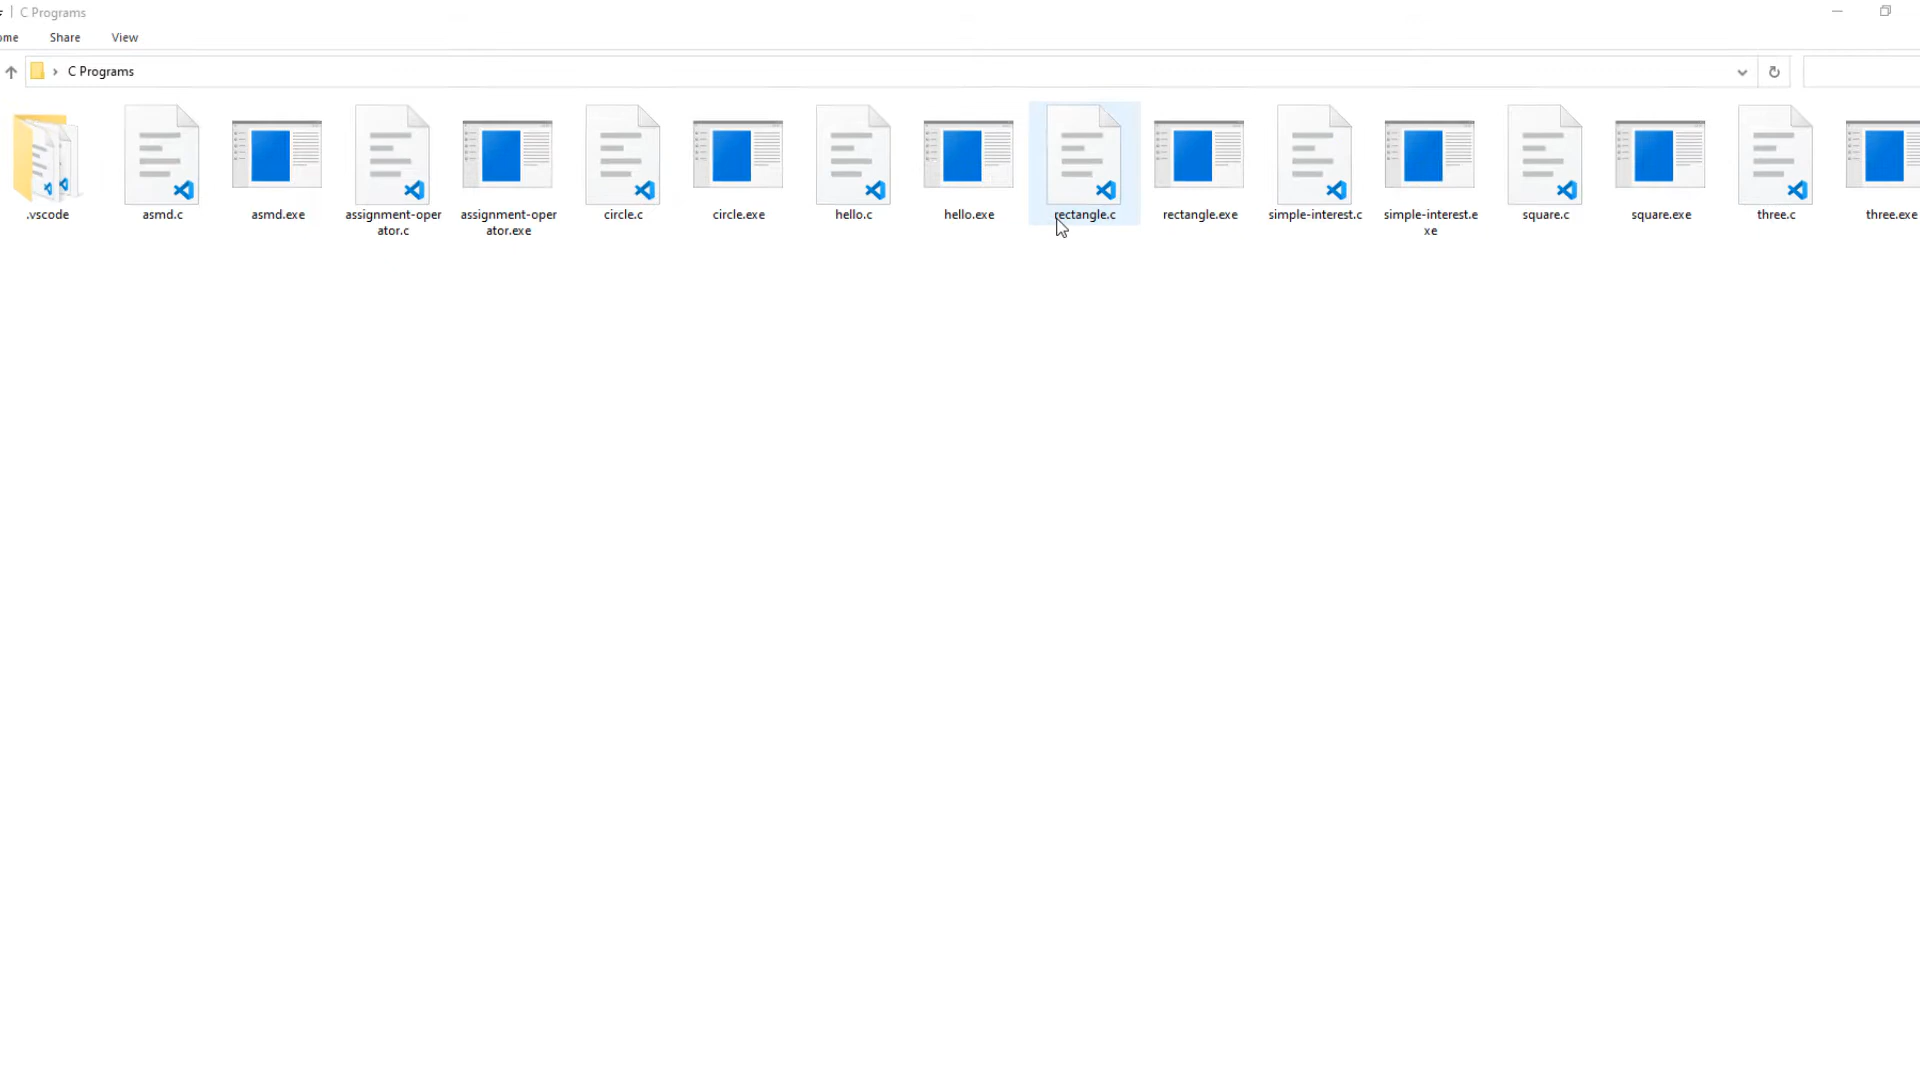 C Programs
ome Share View
C Programs
.vscode asmd.c asmd.exe assignment-oper assignment-oper circle.c circle.exe hello.c hello.exe rectangle.c rectangle.exe simple-interest.c simple-interest.e square.c square.exe three.c three.exe
ator.c ator.exe xe